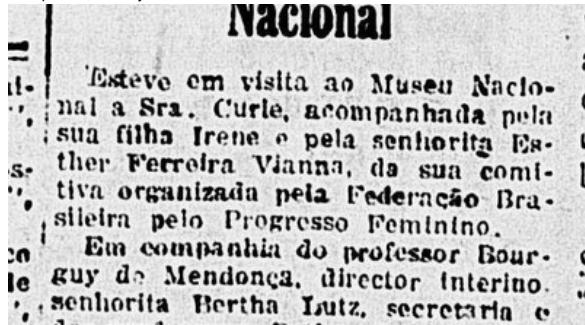 Nacional
Esteve em visita ao Museu Nacio-
nal a Sra. Curie, acompanhada pela
sua filha Irene e pela senhorita Es-
ther Ferreira Vianna, da sua comi-
tiva organizada pela Federação Bra-
sileira pelo Progresso Feminino.
Em companhia do professor Bour-
guy de Mendonça, director interino.
senhorita Bertha Lutz, secretaria e